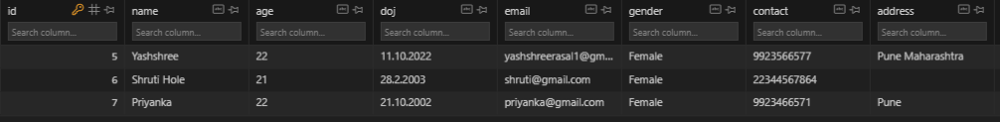 id name age doj email gender contact address
Search column... Search column... Search column... Search column... Search column... Search column... Search column... Search column...
5 Yashshree 22 11.10.2022 yashshreerasal1@gm... Female 9923566577 Pune Maharashtra
6 Shruti Hole 21 28.2.2003 shruti@gmail.com Female 22344567864
7 Priyanka 22 21.10.2002 priyanka@gmail.com Female 9923466571 Pune